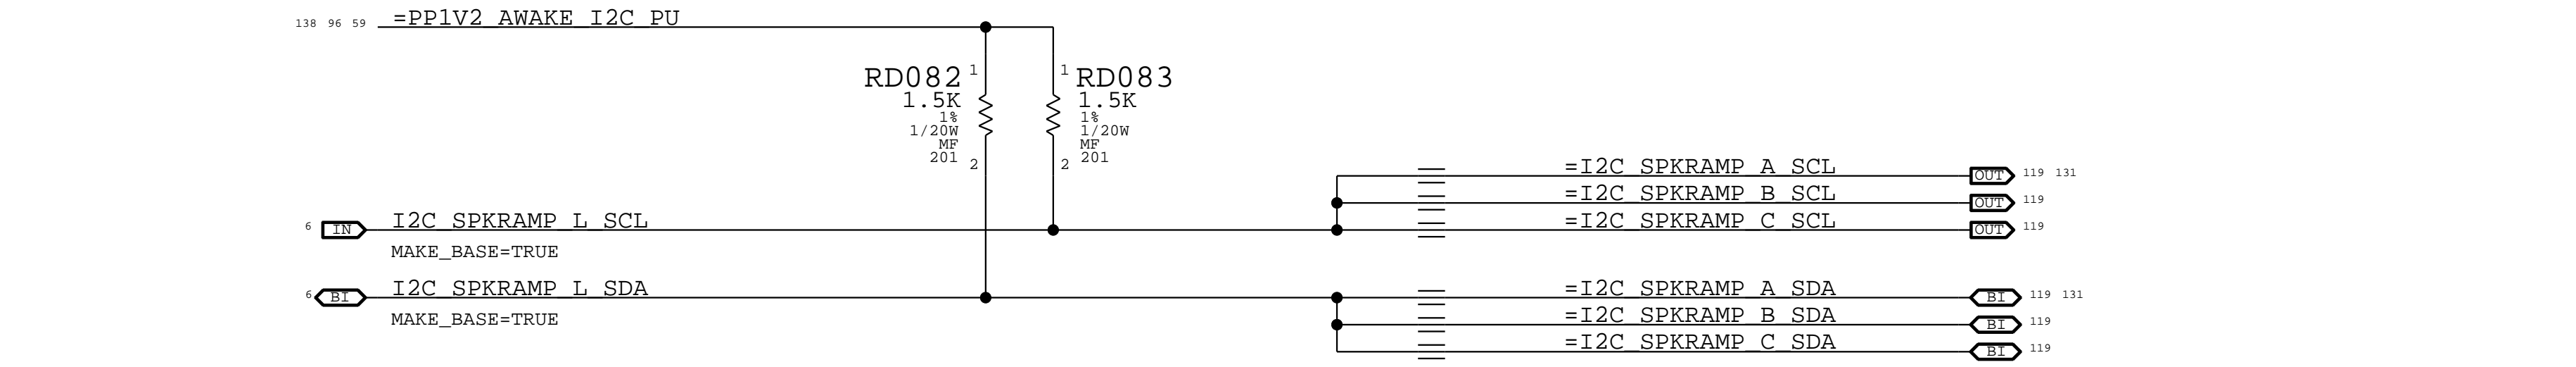 138 96 59 =PP1V2_AWAKE_I2C_PU
RD082 1
1.5K
1%
1/20W
MF
201 2
1 RD083
1.5K
1%
1/20W
MF
2 201
=I2C_SPKRAMP_A_SCL OUT 119 131
=I2C_SPKRAMP_B_SCL OUT 119
6 IN I2C_SPKRAMP_L_SCL =I2C_SPKRAMP_C_SCL OUT 119
MAKE_BASE=TRUE
6 BI I2C_SPKRAMP_L_SDA =I2C_SPKRAMP_A_SDA BI 119 131
MAKE_BASE=TRUE =I2C_SPKRAMP_B_SDA BI 119
=I2C_SPKRAMP_C_SDA BI 119